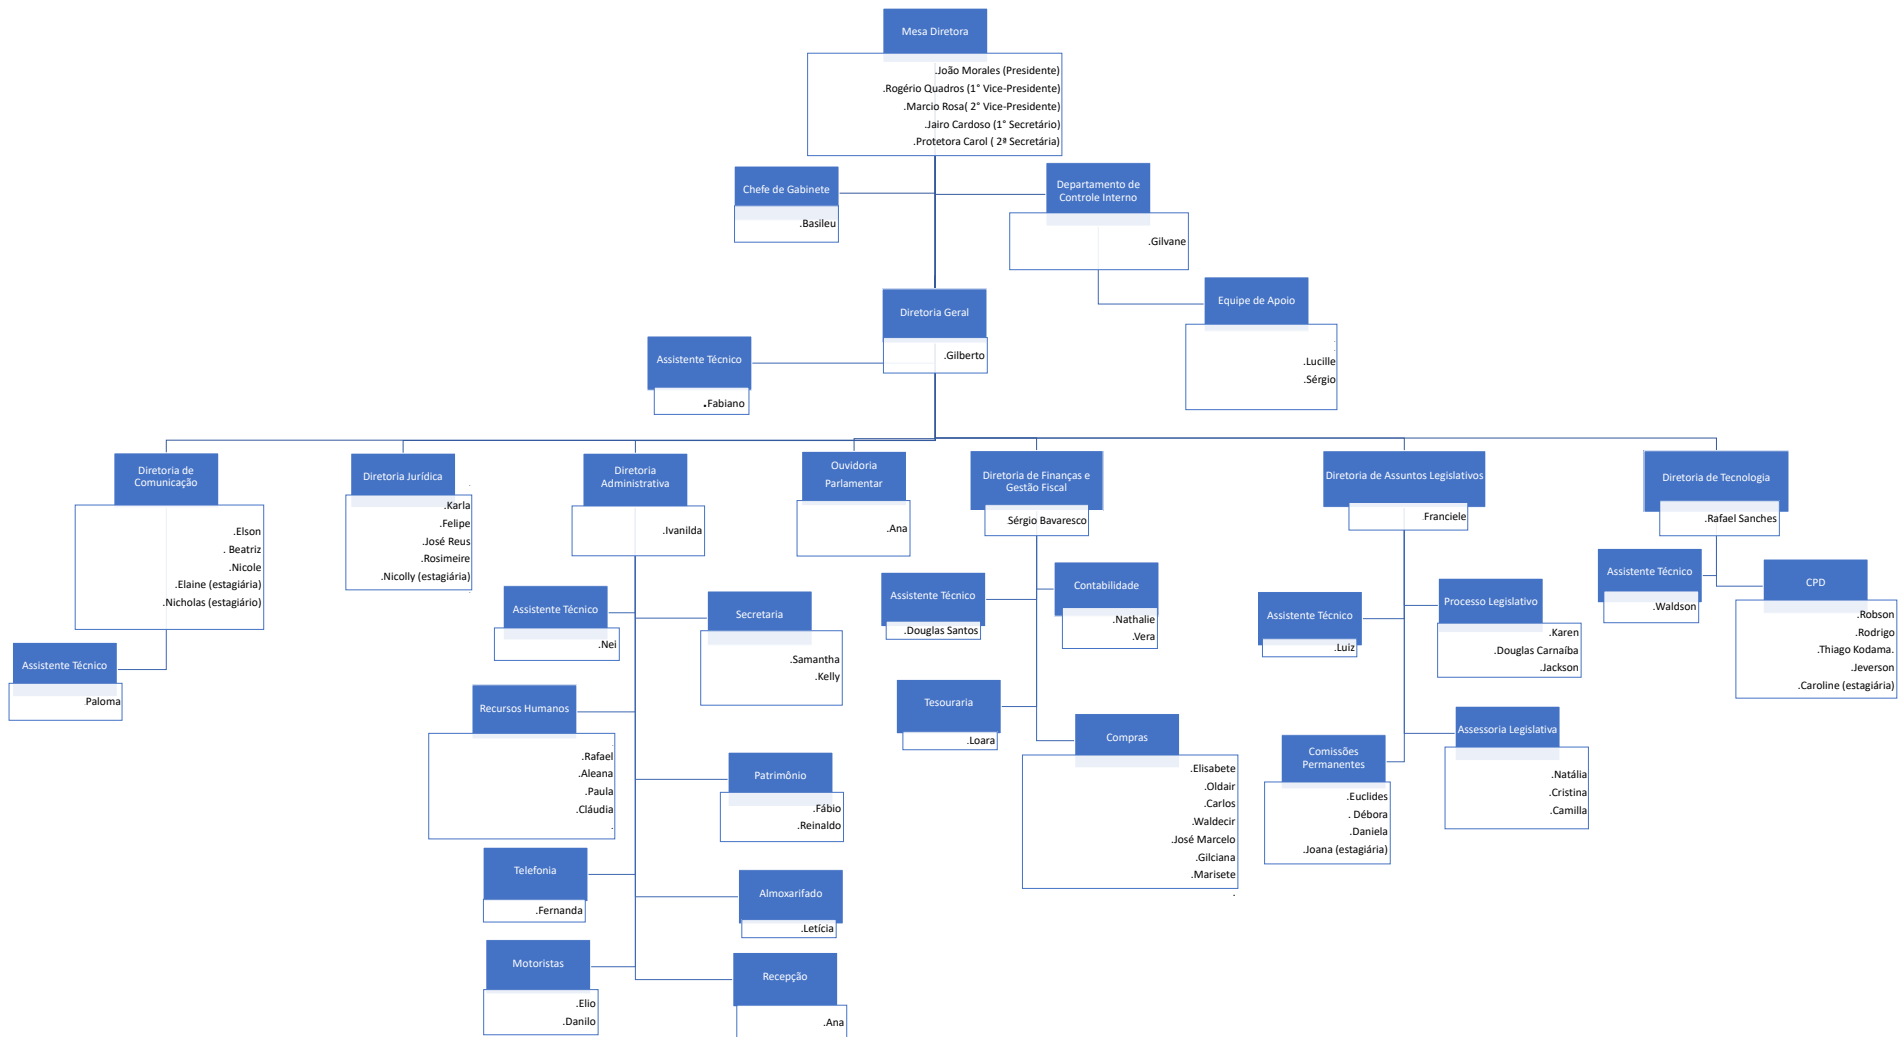 Mesa Diretora
.João Morales (Presidente)
.Rogério Quadros (1° Vice-Presidente)
.Marcio Rosa( 2° Vice-Presidente)
.Jairo Cardoso (1° Secretário)
.Protetora Carol ( 2ª Secretária)
Chefe de Gabinete
.Basileu
Departamento de
Controle Interno
.Gilvane
Equipe de Apoio
.Lucille
.Sérgio
Diretoria Geral
.Gilberto
Assistente Técnico
.Fabiano
Diretoria de
Comunicação
.Elson
. Beatriz
.Nicole
.Elaine (estagiária)
.Nicholas (estagiário)
Assistente Técnico
Paloma
Diretoria Jurídica
.Karla
.Felipe
.José Reus
.Rosimeire
.Nicolly (estagiária)
Diretoria
Administrativa
.Ivanilda
Assistente Técnico
.Nei
Secretaria
.Samantha
.Kelly
Recursos Humanos
.Rafael
.Aleana
.Paula
.Cláudia
.
Patrimônio
.Fábio
.Reinaldo
Telefonia
.Fernanda
Almoxarifado
.Letícia
Motoristas
.Elio
.Danilo
Recepção
.Ana
Ouvidoria
Parlamentar
.Ana
Diretoria de Finanças e
Gestão Fiscal
.Sérgio Bavaresco
Assistente Técnico
.Douglas Santos
Contabilidade
.Nathalie
.Vera
Tesouraria
.Loara
Compras
.Elisabete
.Oldair
.Carlos
.Waldecir
.José Marcelo
.Gilciana
.Marisete
.
Diretoria de Assuntos Legislativos
.Franciele
Assistente Técnico
.Luiz
Processo Legislativo
.Karen
.Douglas Carnaíba
.Jackson
Comissões
Permanentes
.Euclides
. Débora
.Daniela
.Joana (estagiária)
Assessoria Legislativa
.Natália
.Cristina
.Camilla
Diretoria de Tecnologia
.Rafael Sanches
Assistente Técnico
.Waldson
CPD
.Robson
.Rodrigo
.Thiago Kodama.
.Jeverson
.Caroline (estagiária)